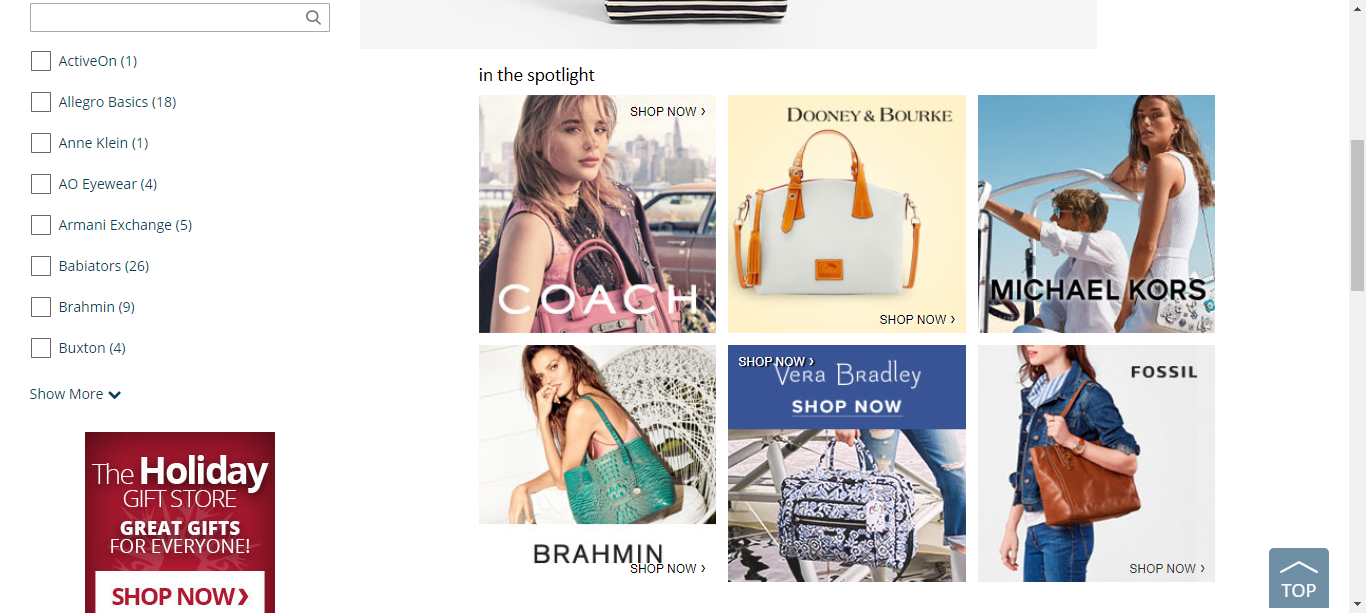 ActiveOn (1)
Allegro Basics (18)
Anne Klein (1)
AO Eyewear (4)
Armani Exchange (5)
Babiators (26)
Brahmin (9)
Buxton (4)
Show More
The Holiday
GIFT STORE
GREAT GIFTS
FOR EVERYONE!
SHOP NOW
in the spotlight
SHOP NOW ›
COACH
DOONEY & BOURKE
SHOP NOW ›
MICHAEL KORS
BRAHMIN
SHOP NOW ›
SHOP NOW ›
Vera Bradley
SHOP NOW
FOSSIL
SHOP NOW ›
TOP